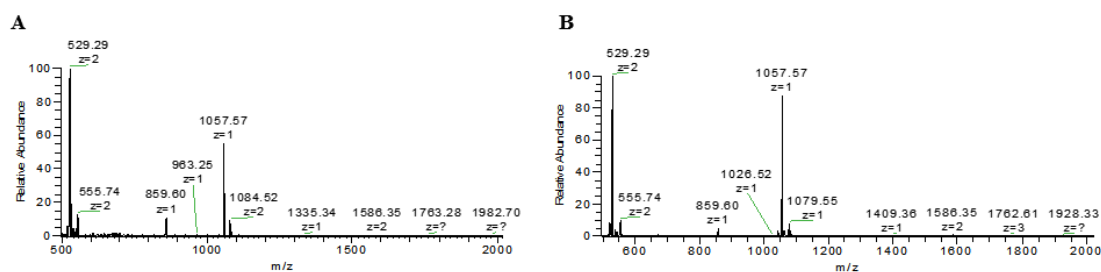 A
529.29
z=2
100
80
60
40
20
0
Relative Abundance
555.74
z=2
859.60
z=1
963.25
z=1
1057.57
z=1
1084.52
z=2
1335.34
z=1
1586.35
z=2
1763.28
z=?
1982.70
z=?
500
1000
1500
2000
m/z
B
529.29
z=2
100
80
60
40
20
0
Relative Abundance
555.74
z=2
859.60
z=1
1026.52
z=1
1057.57
z=1
1079.55
z=1
1409.36
z=1
1586.35
z=2
1762.61
z=3
1928.33
z=?
600
800
1000
1200
1400
1600
1800
2000
m/z